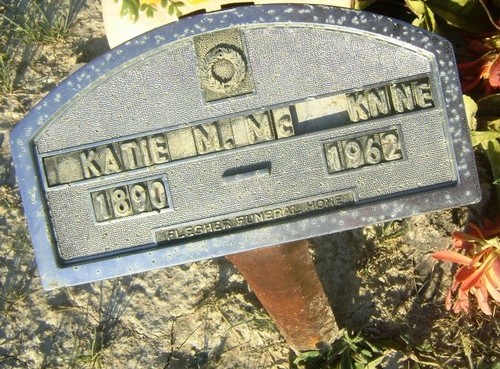 KATIE M. Mc KNNE
1890 1962
FLESHER FUNERAL HOME